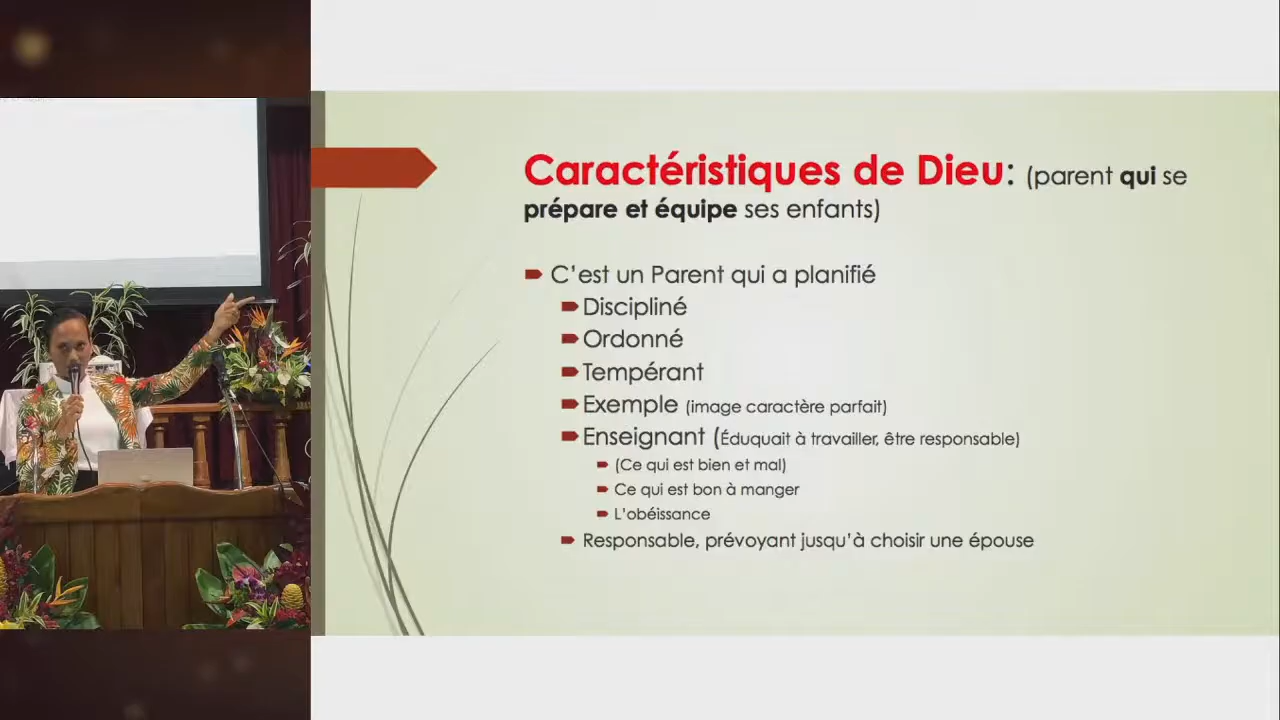 Caractéristiques de Dieu: (parent qui se
prépare et équipe ses enfants)
C’est un Parent qui a planifié
Discipliné
Ordonné
Tempérant
Exemple (image caractère parfait)
Enseignant (Éduquait à travailler, être responsable)
(Ce qui est bien et mal)
Ce qui est bon à manger
L’obéissance
Responsable, prévoyant jusqu’à choisir une épouse